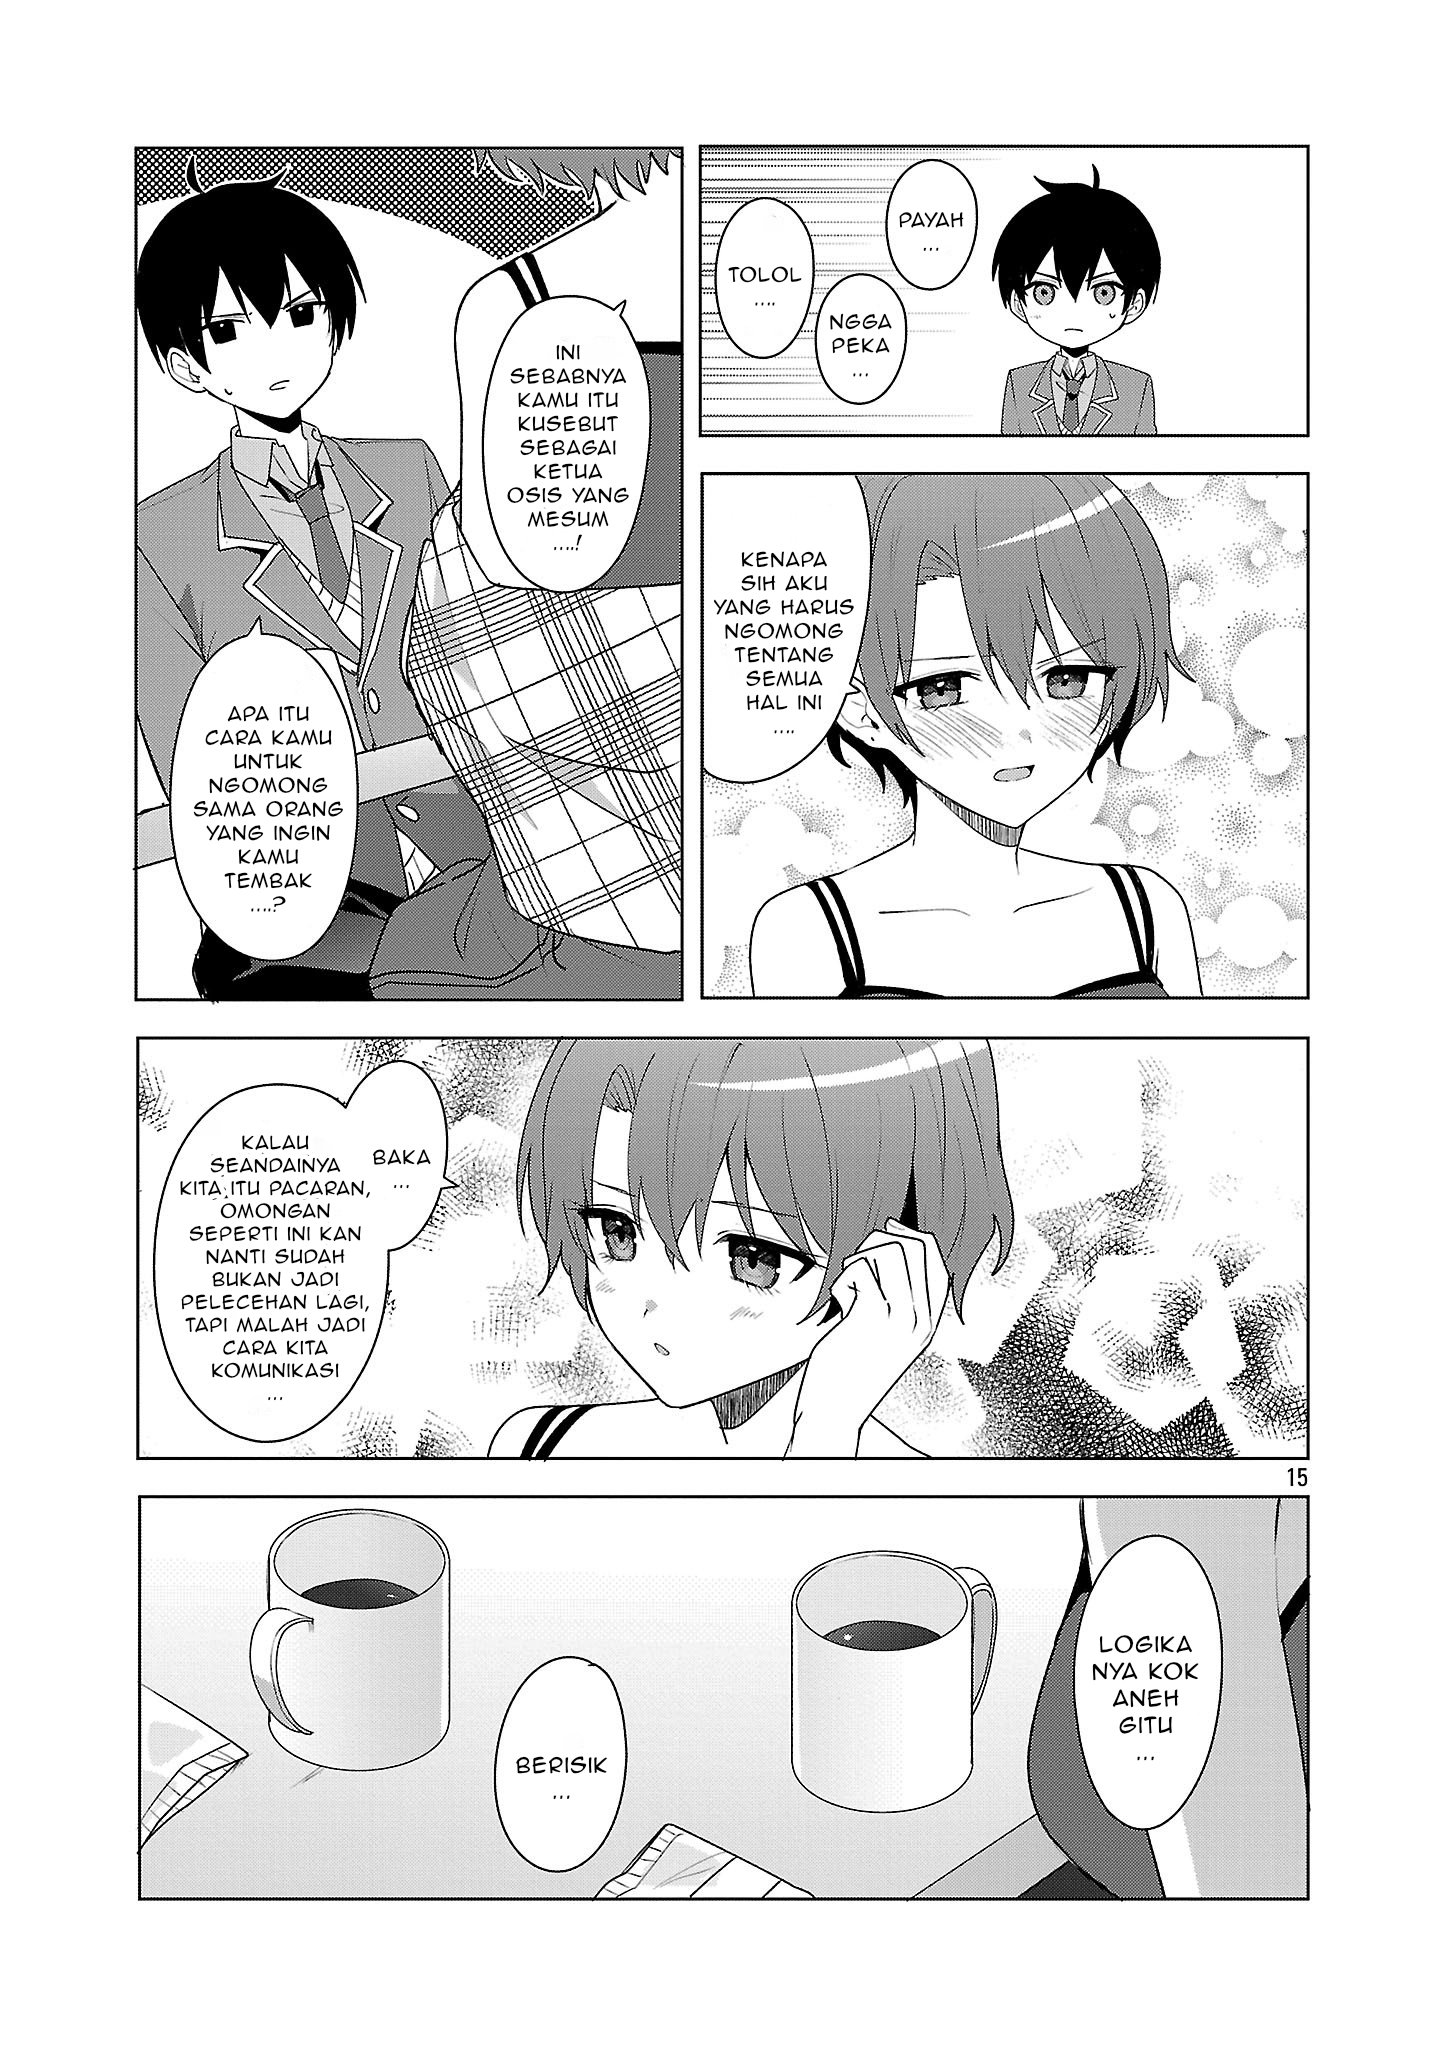 PAYAH
...
TOLOL
....
NGGA
PEKA
...
KENAPA
SIH AKU
YANG HARUS
NGOMONG
TENTANG
SEMUA
HAL INI
....
INI
SEBABNYA
KAMU ITU
KUSEBUT
SEBAGAI
KETUA
OSIS YANG
MESUM
....!
APA ITU
CARA KAMU
UNTUK
NGOMONG
SAMA ORANG
YANG INGIN
KAMU
TEMBAK
....?
BAKA
...
KALAU
SEANDAINYA
KITA ITU PACARAN,
OMONGAN
SEPERTI INI KAN
NANTI SUDAH
BUKAN JADI
PELECEHAN LAGI,
TAPI MALAH JADI
CARA KITA
KOMUNIKASI
...
15
LOGIKA
NYA KOK
ANEH
GITU
...
BERISIK
...